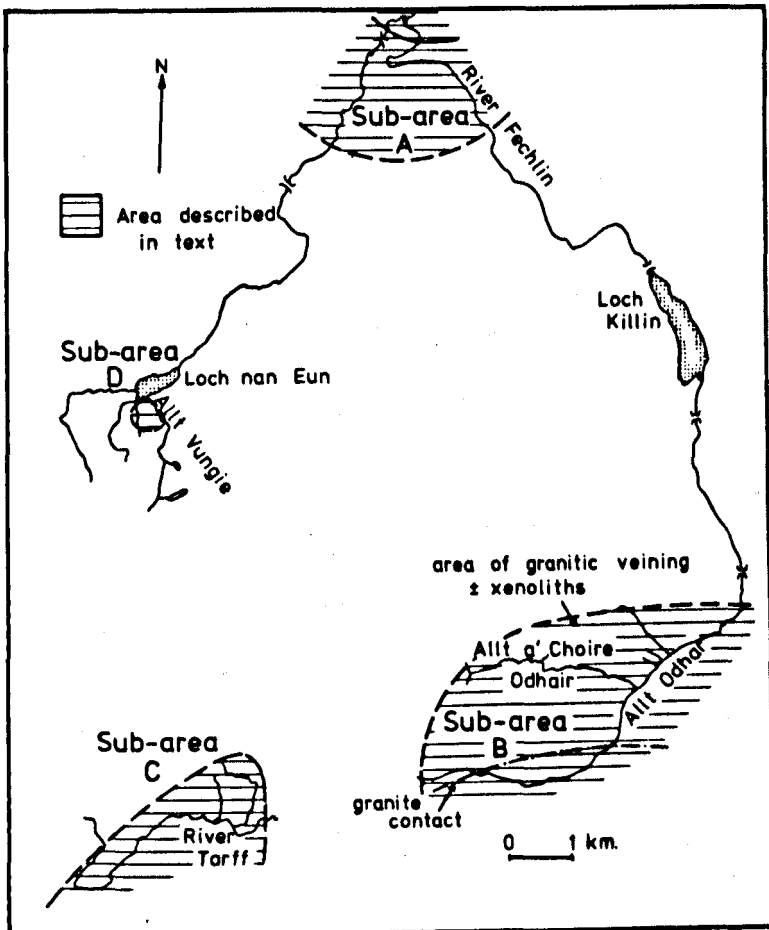 N
Sub-area
A
River Fechlin
Area described
in text
Loch
Killin
Sub-area
D
Loch nan Eun
Allt Vungie
area of granitic veining
± xenoliths
Allt a' Choire
Odhair
Allt Odhar
Sub-area
B
Sub-area
C
granite
contact
River
Tarff
0 1 km.